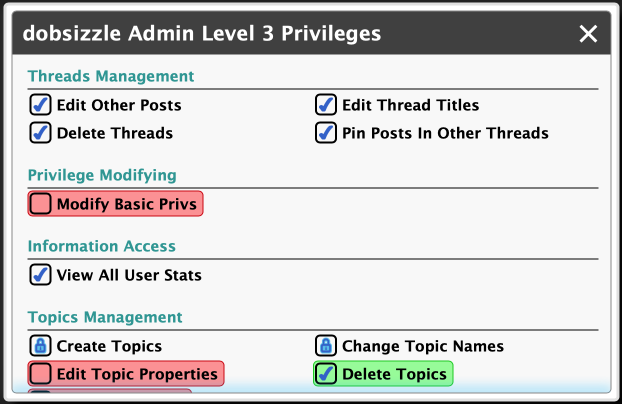 dobsizzle Admin Level 3 Privileges
Threads Management
Edit Other Posts
Edit Thread Titles
Delete Threads
Pin Posts In Other Threads
Privilege Modifying
Modify Basic Privs
Information Access
View All User Stats
Topics Management
Create Topics
Change Topic Names
Edit Topic Properties
Delete Topics